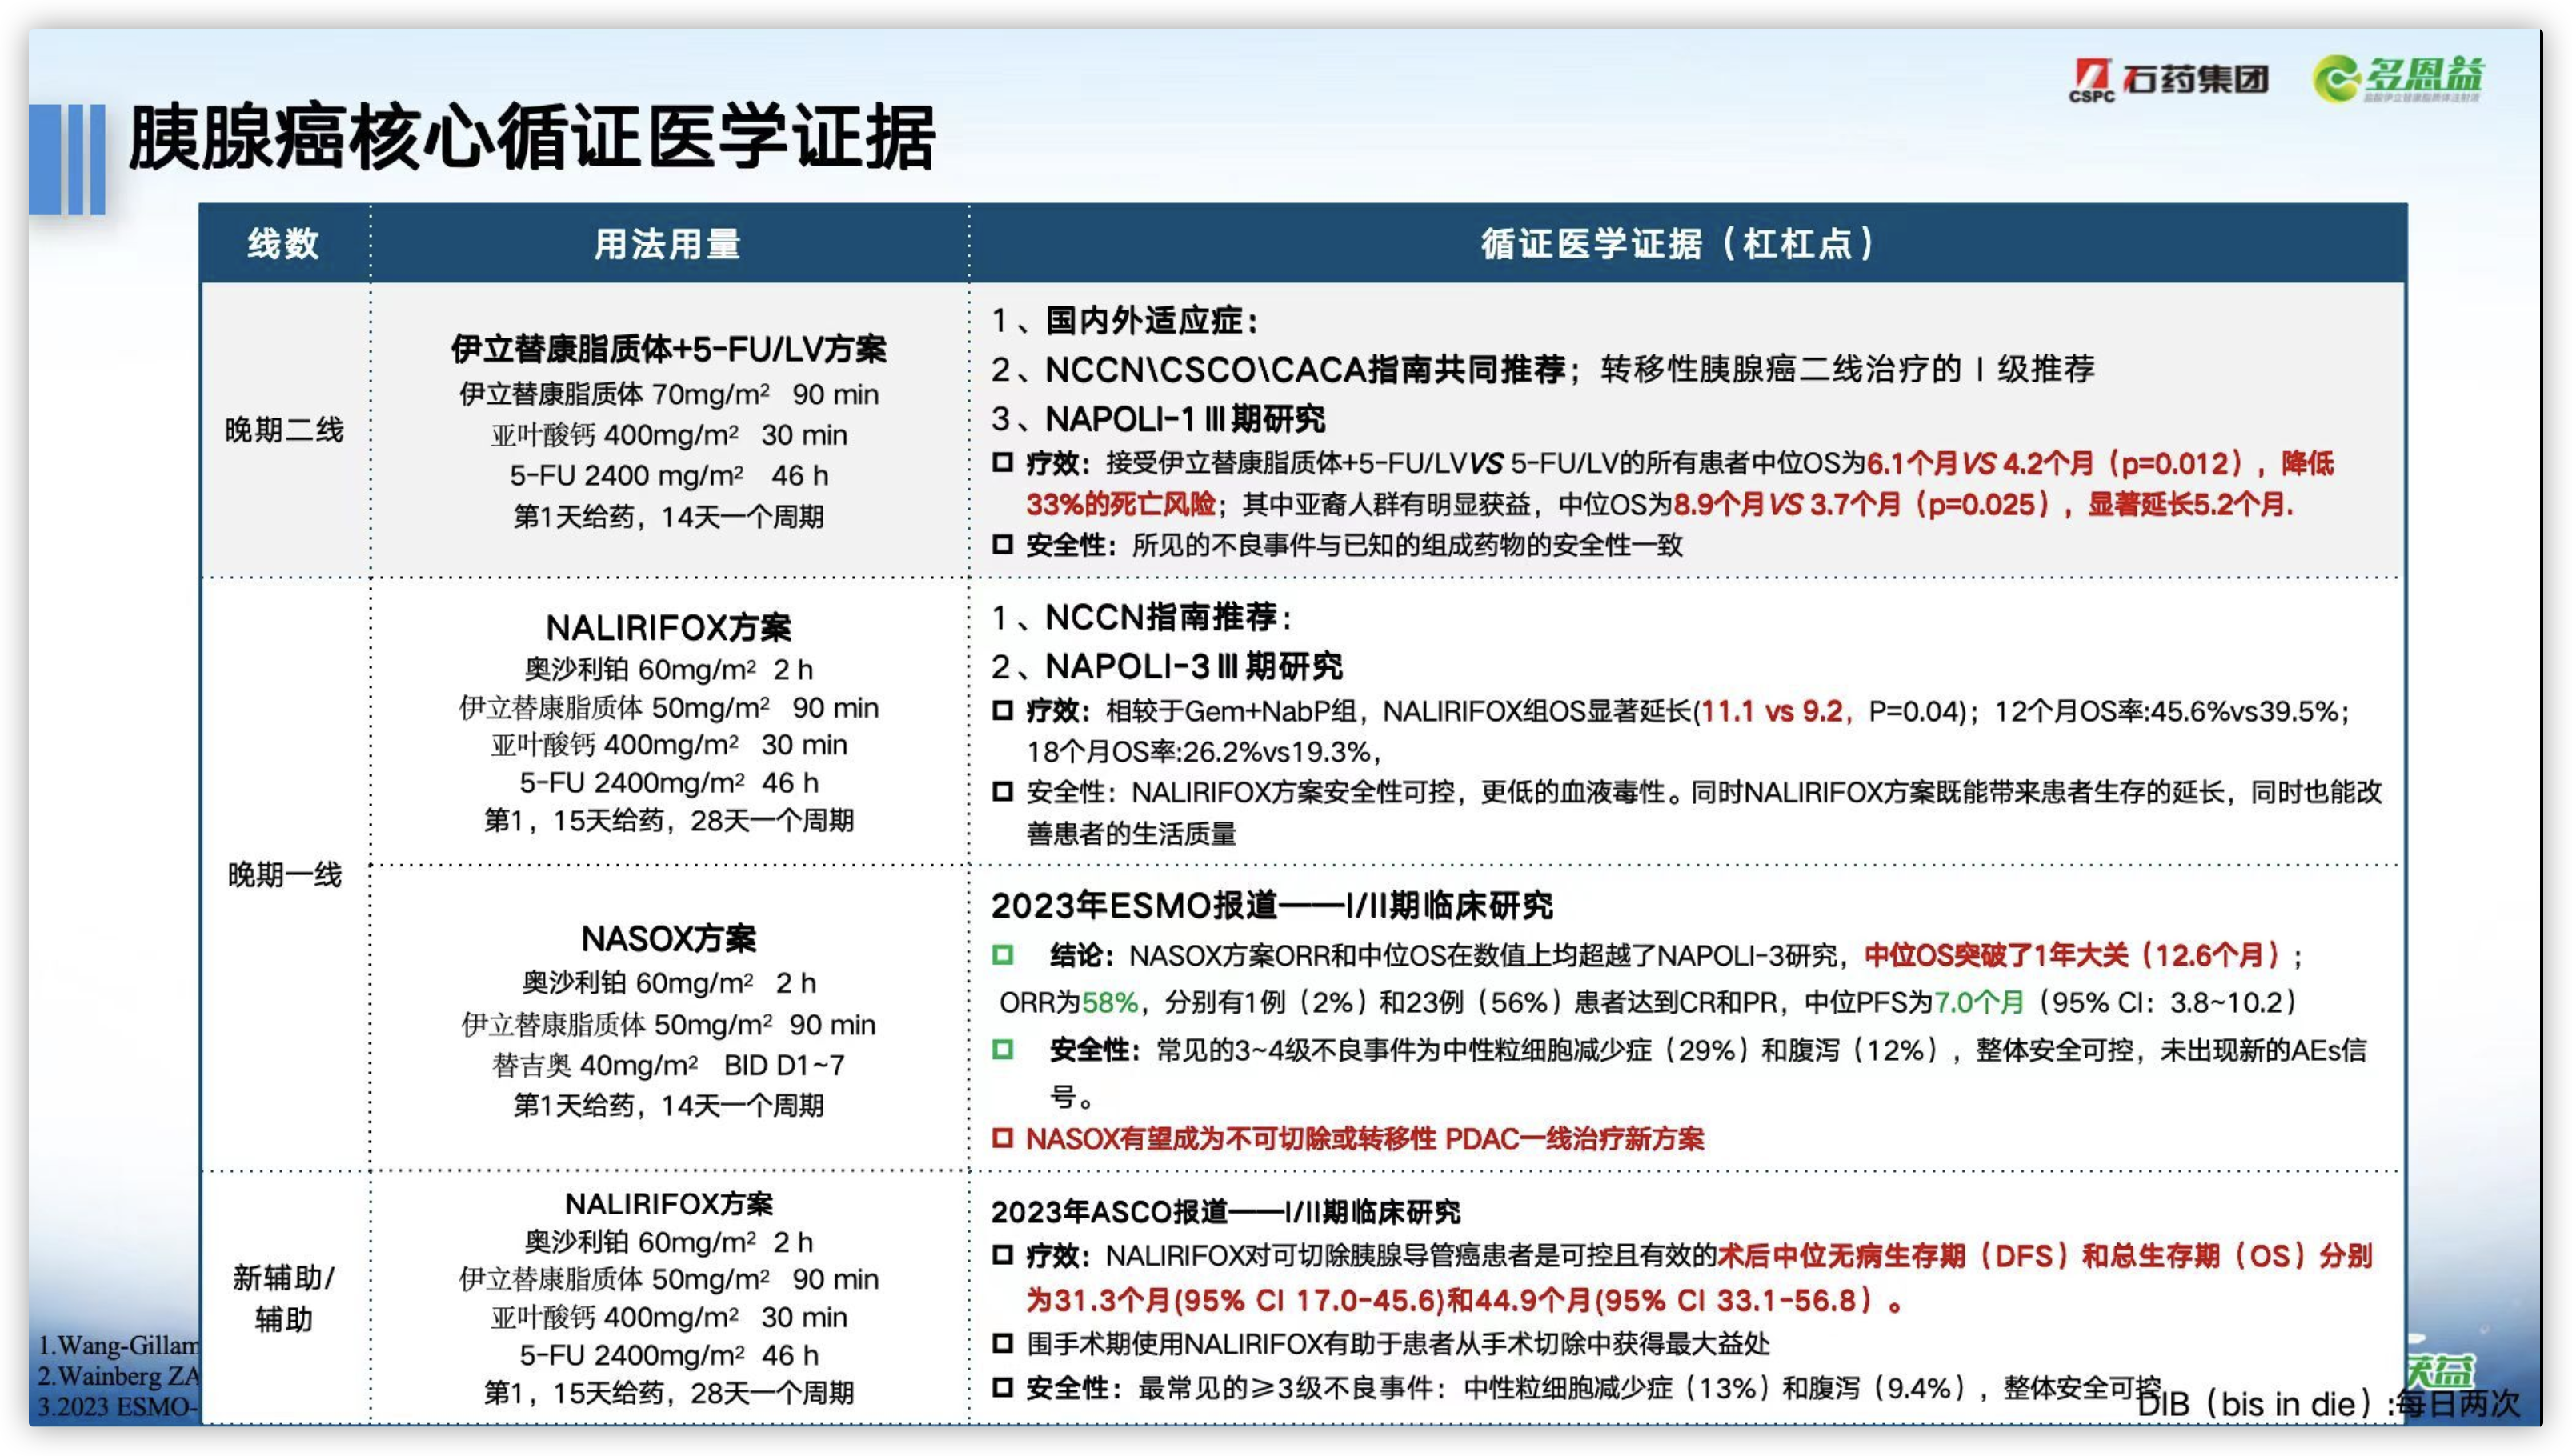 CSPC 石药集团
多恩益
盐酸伊立替康脂质体注射液
胰腺癌核心循证医学证据
线数
用法用量
循证医学证据（杠杠点）
晚期二线
伊立替康脂质体+5-FU/LV方案
伊立替康脂质体 70mg/m² 90 min
亚叶酸钙 400mg/m² 30 min
5-FU 2400 mg/m² 46 h
第1天给药，14天一个周期
1、国内外适应症：
2、NCCN\CSCO\CACA指南共同推荐；转移性胰腺癌二线治疗的Ⅰ级推荐
3、NAPOLI-1Ⅲ期研究
疗效：接受伊立替康脂质体+5-FU/LVVS 5-FU/LV的所有患者中位OS为6.1个月VS 4.2个月（p=0.012），降低
33%的死亡风险；其中亚裔人群有明显获益，中位OS为8.9个月VS 3.7个月（p=0.025），显著延长5.2个月.
安全性：所见的不良事件与已知的组成药物的安全性一致
晚期一线
NALIRIFOX方案
奥沙利铂 60mg/m² 2 h
伊立替康脂质体 50mg/m² 90 min
亚叶酸钙 400mg/m² 30 min
5-FU 2400mg/m² 46 h
第1，15天给药，28天一个周期
1、NCCN指南推荐：
2、NAPOLI-3Ⅲ期研究
疗效：相较于Gem+NabP组，NALIRIFOX组OS显著延长(11.1 vs 9.2，P=0.04)；12个月OS率:45.6%vs39.5%；
18个月OS率:26.2%vs19.3%，
安全性：NALIRIFOX方案安全性可控，更低的血液毒性。同时NALIRIFOX方案既能带来患者生存的延长，同时也能改
善患者的生活质量
NASOX方案
奥沙利铂 60mg/m² 2 h
伊立替康脂质体 50mg/m² 90 min
替吉奥 40mg/m² BID D1~7
第1天给药，14天一个周期
2023年ESMO报道——I/II期临床研究
结论：NASOX方案ORR和中位OS在数值上均超越了NAPOLI-3研究，中位OS突破了1年大关（12.6个月）；
ORR为58%，分别有1例（2%）和23例（56%）患者达到CR和PR，中位PFS为7.0个月（95% CI：3.8~10.2）
安全性：常见的3~4级不良事件为中性粒细胞减少症（29%）和腹泻（12%），整体安全可控，未出现新的AEs信
号。
NASOX有望成为不可切除或转移性 PDAC一线治疗新方案
新辅助/
辅助
NALIRIFOX方案
奥沙利铂 60mg/m² 2 h
伊立替康脂质体 50mg/m² 90 min
亚叶酸钙 400mg/m² 30 min
5-FU 2400mg/m² 46 h
第1，15天给药，28天一个周期
2023年ASCO报道——I/II期临床研究
疗效：NALIRIFOX对可切除胰腺导管癌患者是可控且有效的术后中位无病生存期（DFS）和总生存期（OS）分别
为31.3个月(95% CI 17.0-45.6)和44.9个月(95% CI 33.1-56.8）。
围手术期使用NALIRIFOX有助于患者从手术切除中获得最大益处
安全性：最常见的≥3级不良事件：中性粒细胞减少症（13%）和腹泻（9.4%），整体安全可控
1.Wang-Gillam
2.Wainberg ZA
3.2023 ESMO-
益
DIB（bis in die）:每日两次